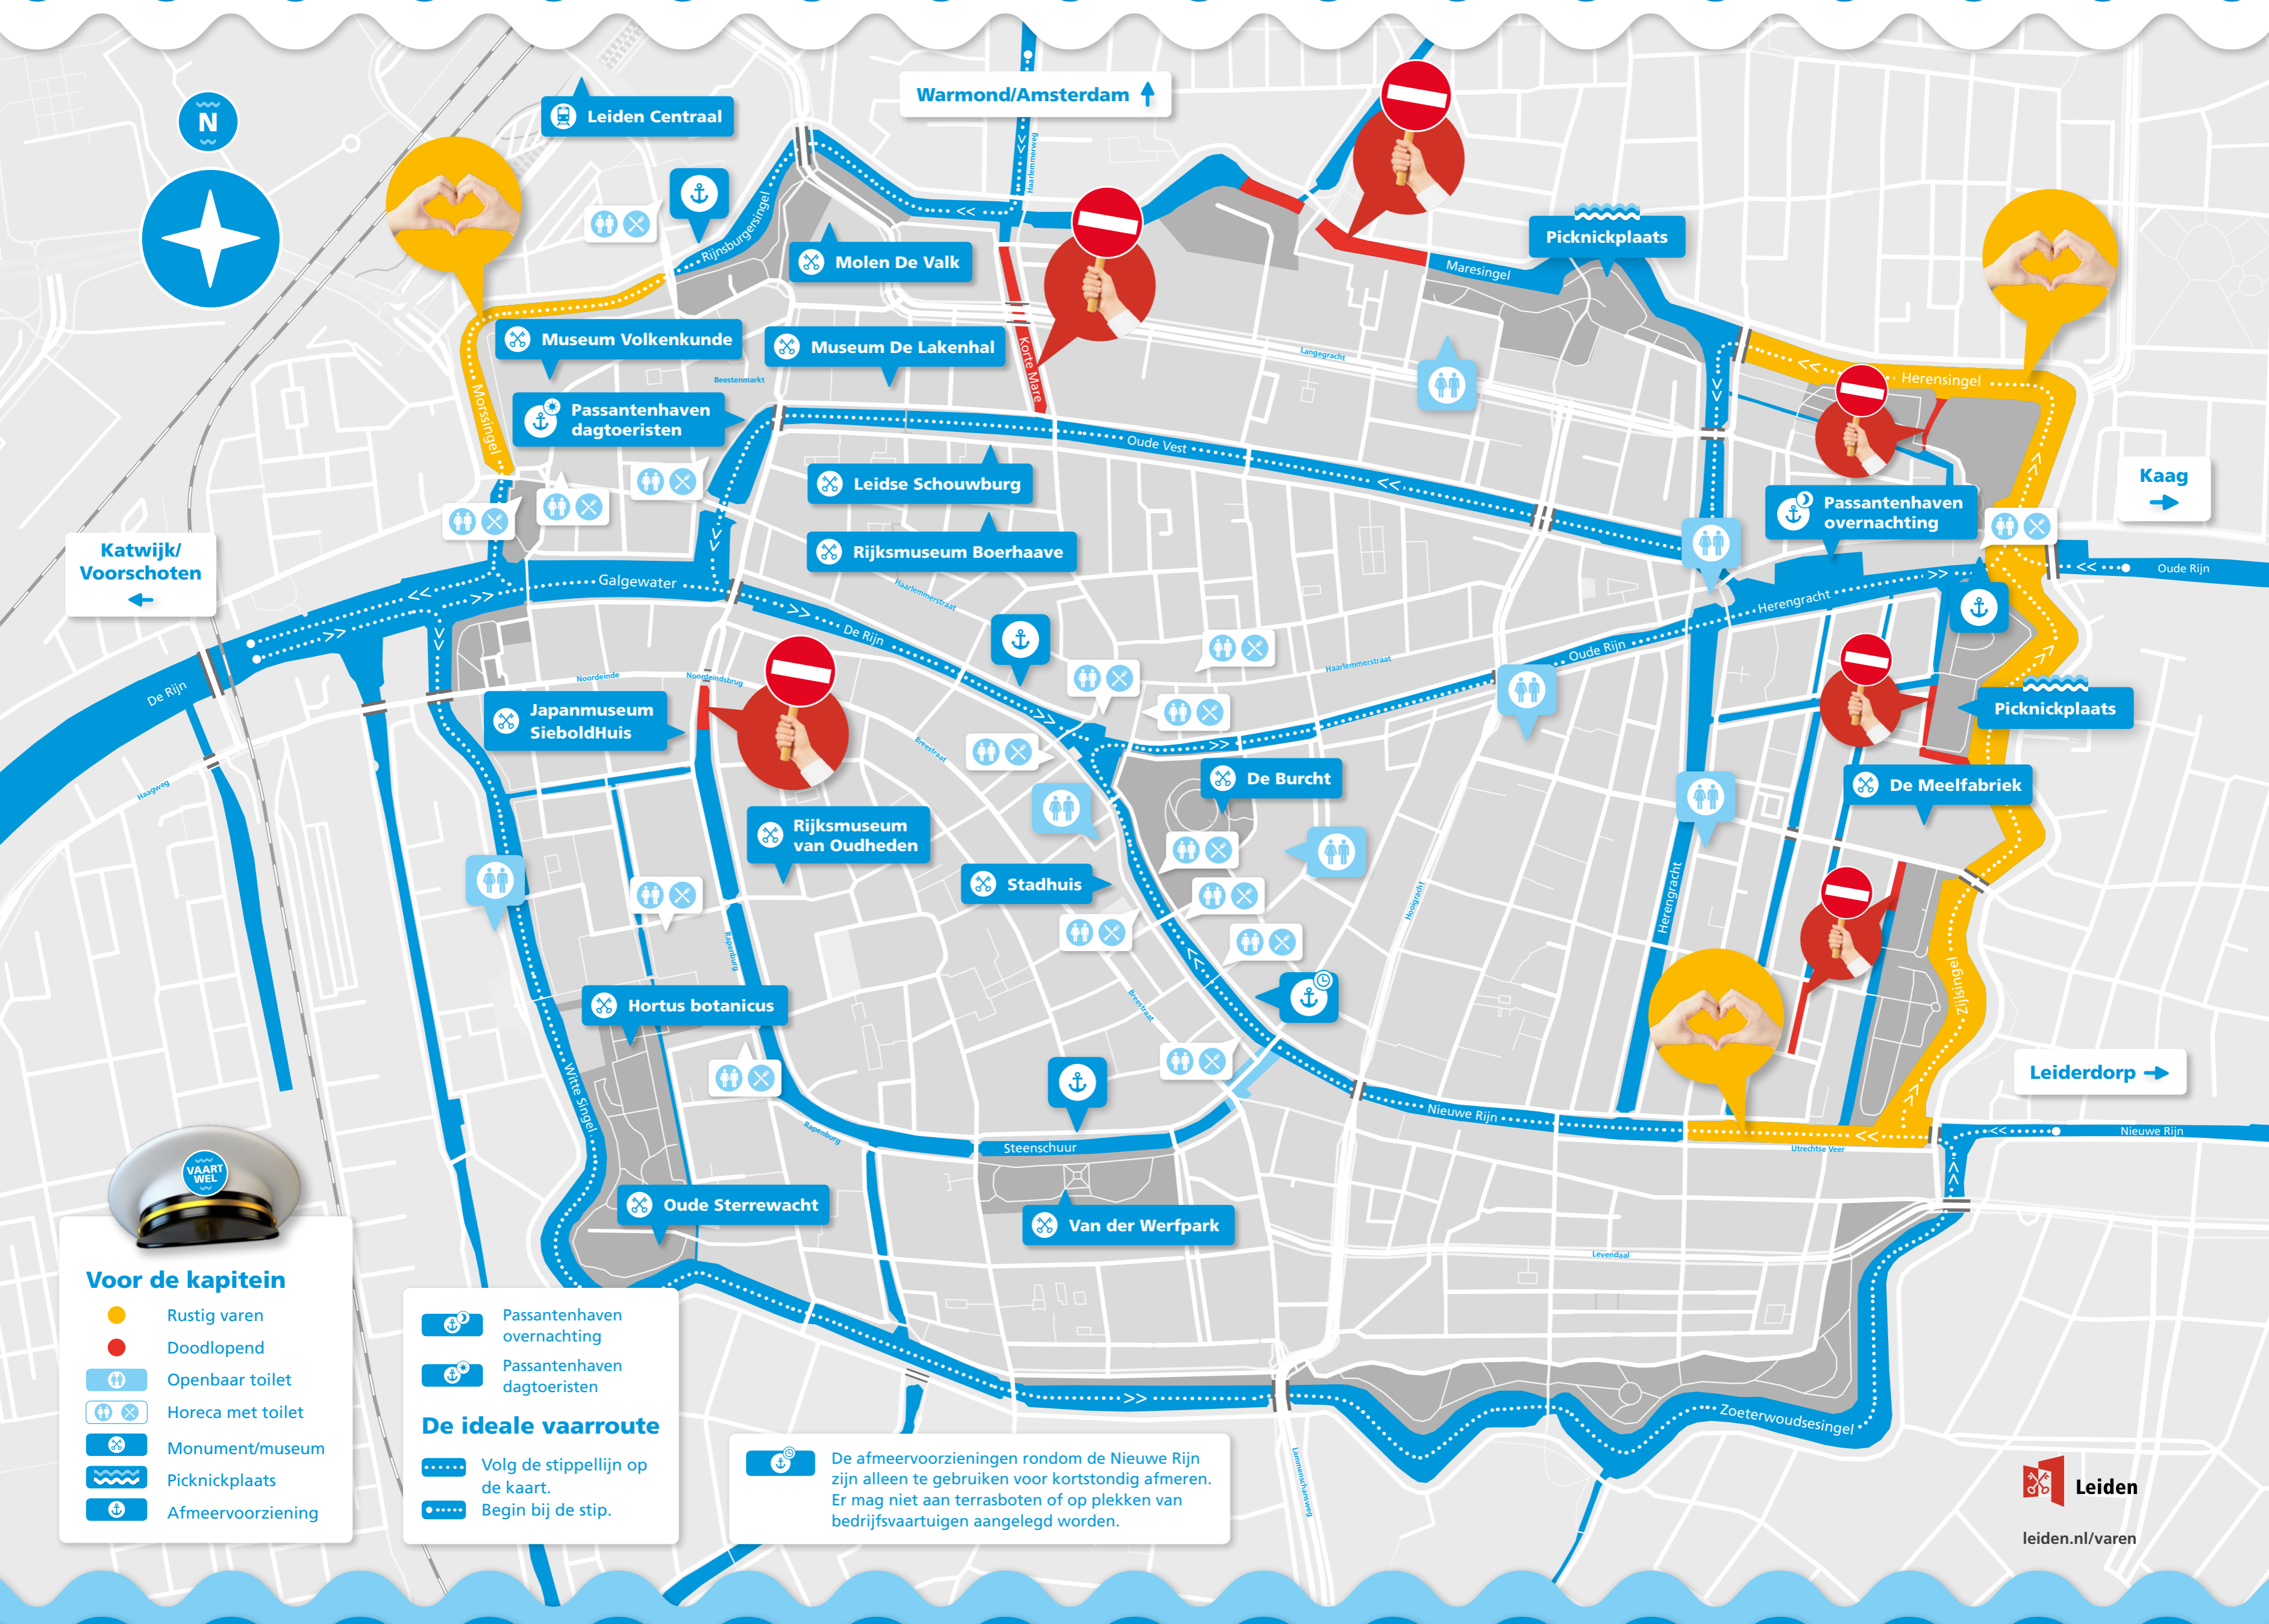 N
Leiden Centraal
Warmond/Amsterdam
Haarlemmerweg
Rijnsburgersingel
Molen De Valk
Picknickplaats
Maresingel
Museum Volkenkunde
Museum De Lakenhal
Korte Mare
Langegracht
Beestenmarkt
Herensingel
Morssingel
Passantenhaven
dagtoeristen
Oude Vest
Leidse Schouwburg
Kaag
Passantenhaven
overnachting
Rijksmuseum Boerhaave
Katwijk/
Voorschoten
Galgewater
Haarlemmerstraat
Oude Rijn
Herengracht
De Rijn
Oude Rijn
Haarlemmerstraat
Noordeinde
Noordeindsbrug
De Rijn
Japanmuseum
SieboldHuis
Picknickplaats
Breestraat
De Burcht
De Meelfabriek
Haagweg
Rijksmuseum
van Oudheden
Stadhuis
Hooigracht
Herengracht
Rapenburg
Zijlsingel
Hortus botanicus
Breestraat
Witte Singel
Leiderdorp
Nieuwe Rijn
Rapenburg
Steenschuur
Utrechtse Veer
Nieuwe Rijn
Oude Sterrewacht
Van der Werfpark
Levendaal
Zoeterwoudsesingel
Lammenschansweg
VAART
WEL
Voor de kapitein
Rustig varen
Doodlopend
Openbaar toilet
Horeca met toilet
Monument/museum
Picknickplaats
Afmeervoorziening
Passantenhaven
overnachting
Passantenhaven
dagtoeristen
De ideale vaarroute
Volg de stippellijn op
de kaart.
Begin bij de stip.
De afmeervoorzieningen rondom de Nieuwe Rijn
zijn alleen te gebruiken voor kortstondig afmeren.
Er mag niet aan terrasboten of op plekken van
bedrijfsvaartuigen aangelegd worden.
Leiden
leiden.nl/varen